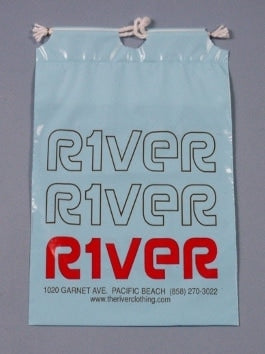 R1veR
R1veR
R1veR
1020 GARNET AVE. PACIFIC BEACH (858) 270-3022
www.theriverclothing.com